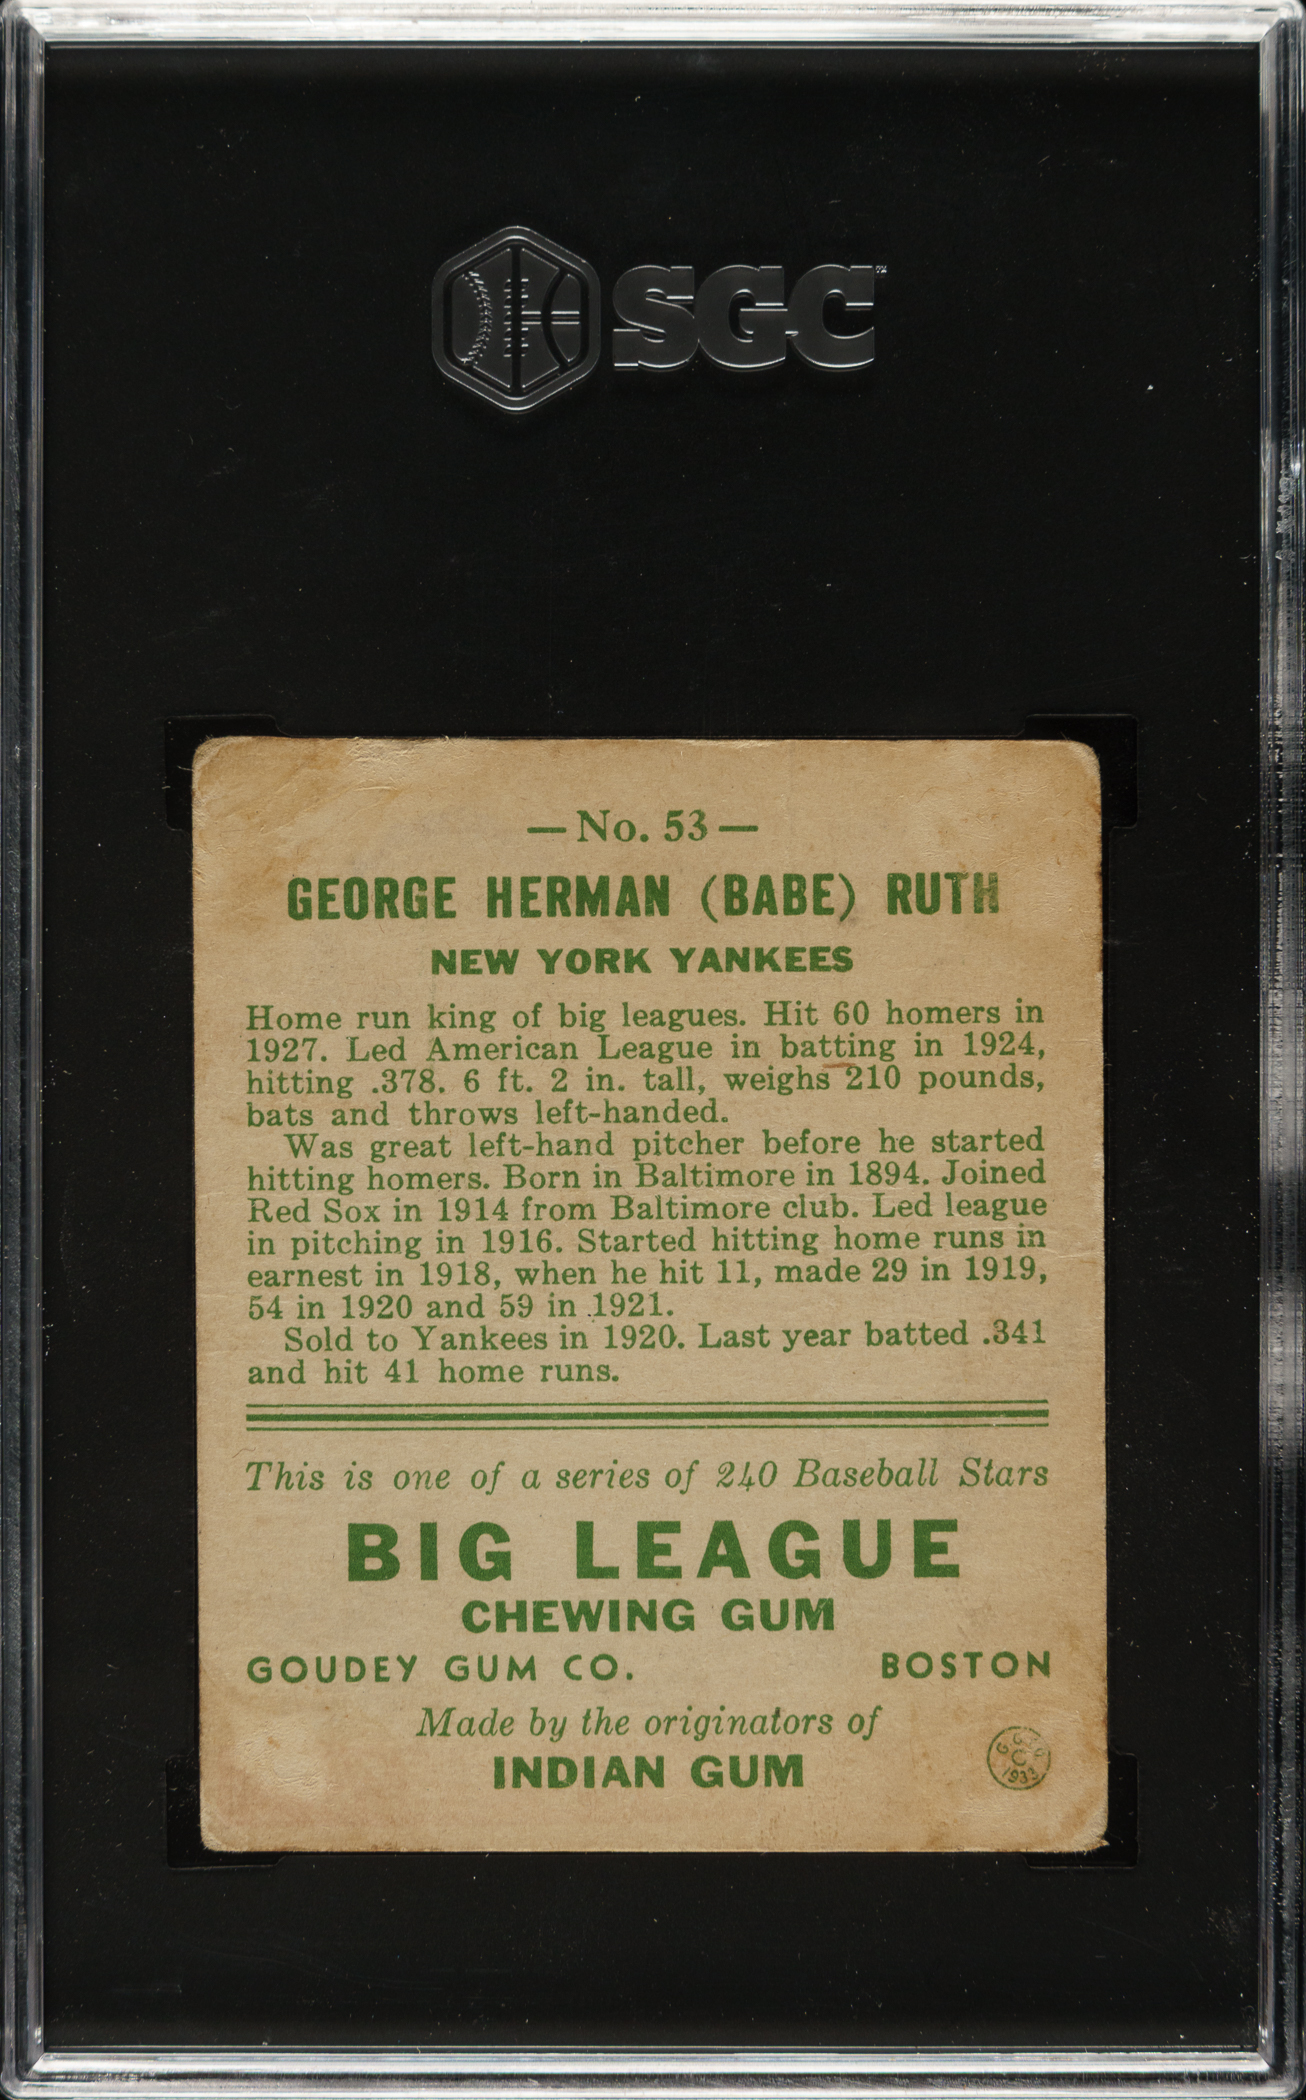 SGC
—No. 53—
GEORGE HERMAN (BABE) RUTH
NEW YORK YANKEES
Home run king of big leagues. Hit 60 homers in
1927. Led American League in batting in 1924,
hitting .378. 6 ft. 2 in. tall, weighs 210 pounds,
bats and throws left-handed.
Was great left-hand pitcher before he started
hitting homers. Born in Baltimore in 1894. Joined
Red Sox in 1914 from Baltimore club. Led league
in pitching in 1916. Started hitting home runs in
earnest in 1918, when he hit 11, made 29 in 1919,
54 in 1920 and 59 in 1921.
Sold to Yankees in 1920. Last year batted .341
and hit 41 home runs.
This is one of a series of 240 Baseball Stars
BIG LEAGUE
CHEWING GUM
GOUDEY GUM CO. BOSTON
Made by the originators of
INDIAN GUM
1933